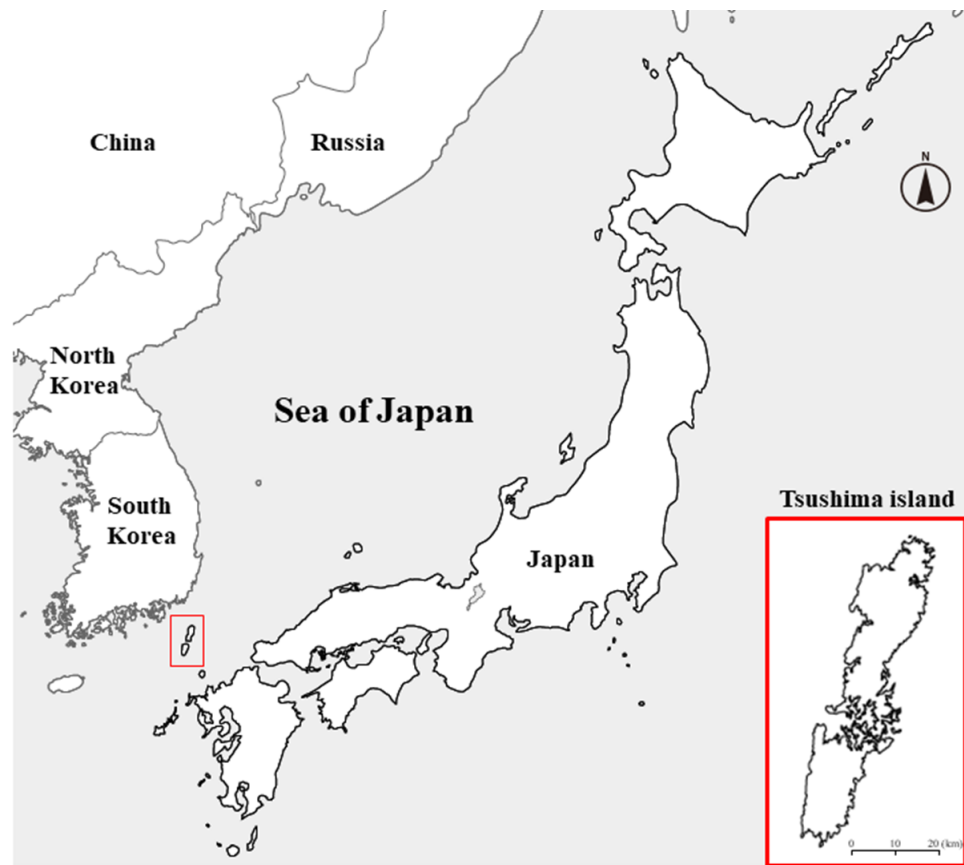 China
Russia
N
North
Korea
Sea of Japan
South
Korea
Japan
Tsushima island
0 10 20 (km)